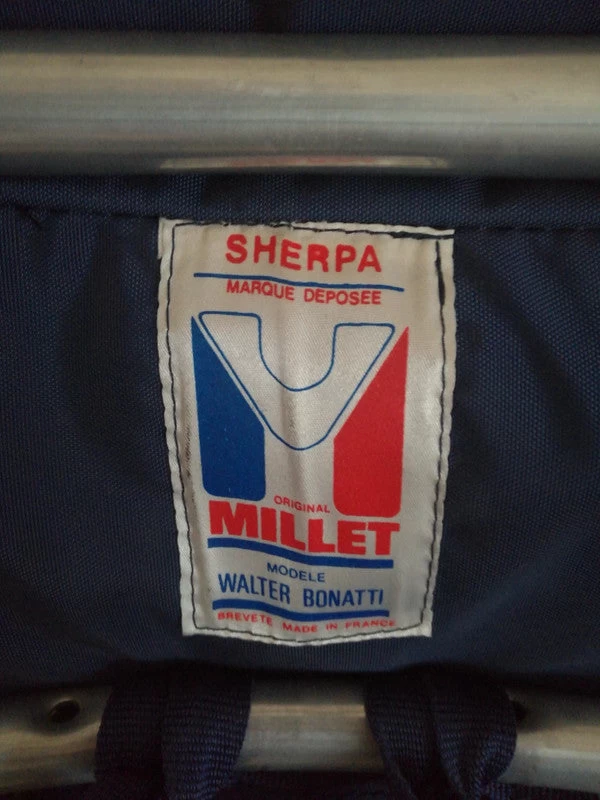 SHERPA
MARQUE DEPOSEE
ORIGINAL
MILLET
MODELE
WALTER BONATTI
BREVETE MADE IN FRANCE